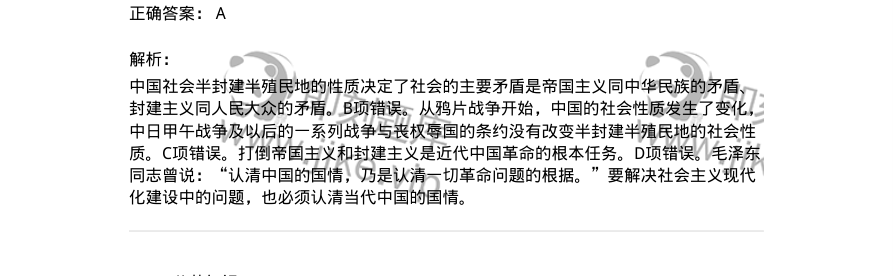 正确答案： A
解析：
中国社会半封建半殖民地的性质决定了社会的主要矛盾是帝国主义同中华民族的矛盾、
封建主义同人民大众的矛盾。B项错误。从鸦片战争开始，中国的社会性质发生了变化，
中日甲午战争及以后的一系列战争与丧权辱国的条约没有改变半封建半殖民地的社会性
质。C项错误。打倒帝国主义和封建主义是近代中国革命的根本任务。D项错误。毛泽东
同志曾说：“认清中国的国情，乃是认清一切革命问题的根据。”要解决社会主义现代
化建设中的问题，也必须认清当代中国的国情。